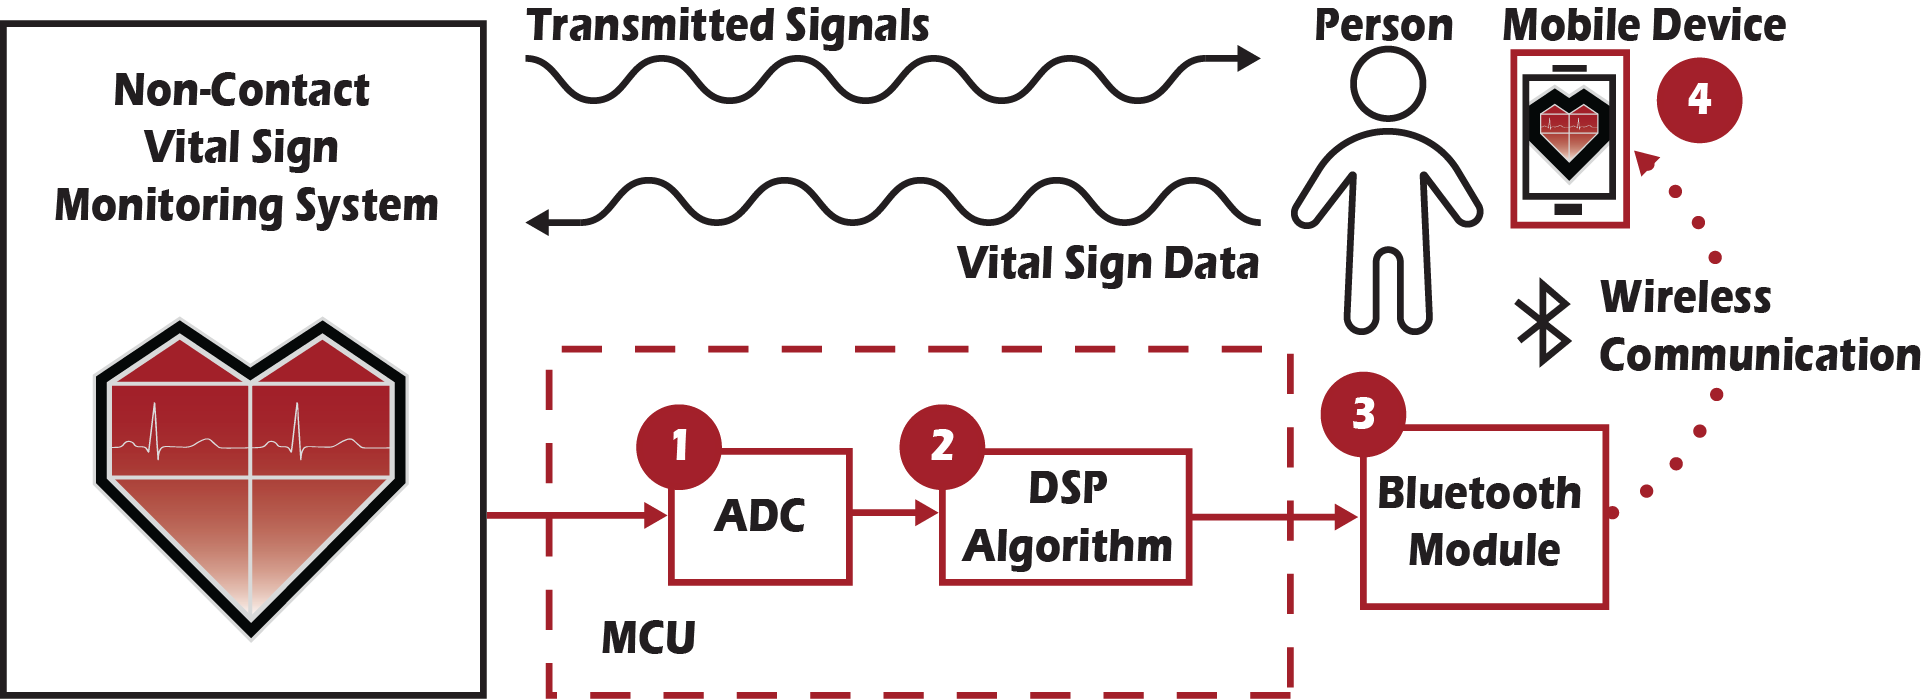 Non-Contact
Vital Sign
Monitoring System
Transmitted Signals
Vital Sign Data
Person
Mobile Device
4
Wireless
Communication
1
ADC
2
DSP
Algorithm
MCU
3
Bluetooth
Module